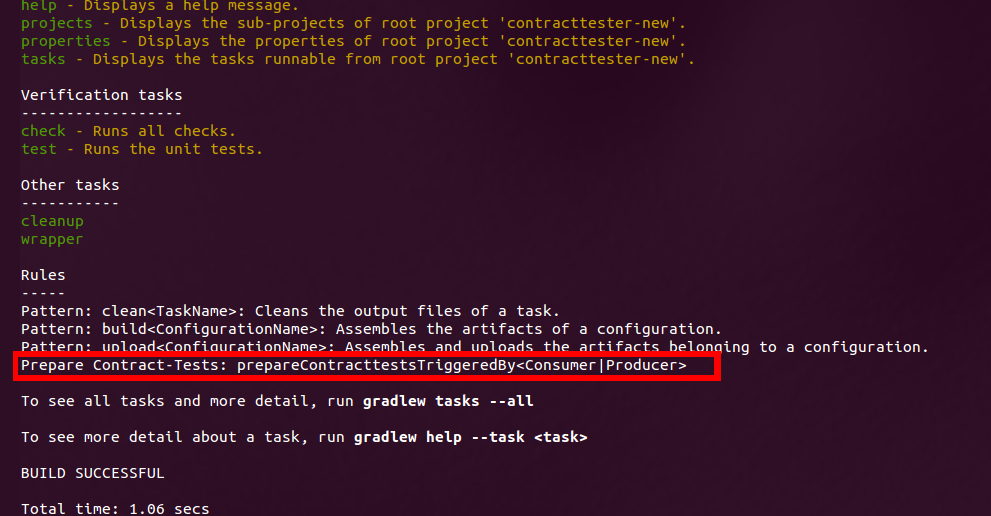 help - Displays a help message.
projects - Displays the sub-projects of root project 'contracttester-new'.
properties - Displays the properties of root project 'contracttester-new'.
tasks - Displays the tasks runnable from root project 'contracttester-new'.
Verification tasks
------------------
check - Runs all checks.
test - Runs the unit tests.
Other tasks
-----------
cleanup
wrapper
Rules
-----
Pattern: clean<TaskName>: Cleans the output files of a task.
Pattern: build<ConfigurationName>: Assembles the artifacts of a configuration.
Pattern: upload<ConfigurationName>: Assembles and uploads the artifacts belonging to a configuration.
Prepare Contract-Tests: prepareContracttestsTriggeredBy<Consumer|Producer>
To see all tasks and more detail, run gradlew tasks --all
To see more detail about a task, run gradlew help --task <task>
BUILD SUCCESSFUL
Total time: 1.06 secs